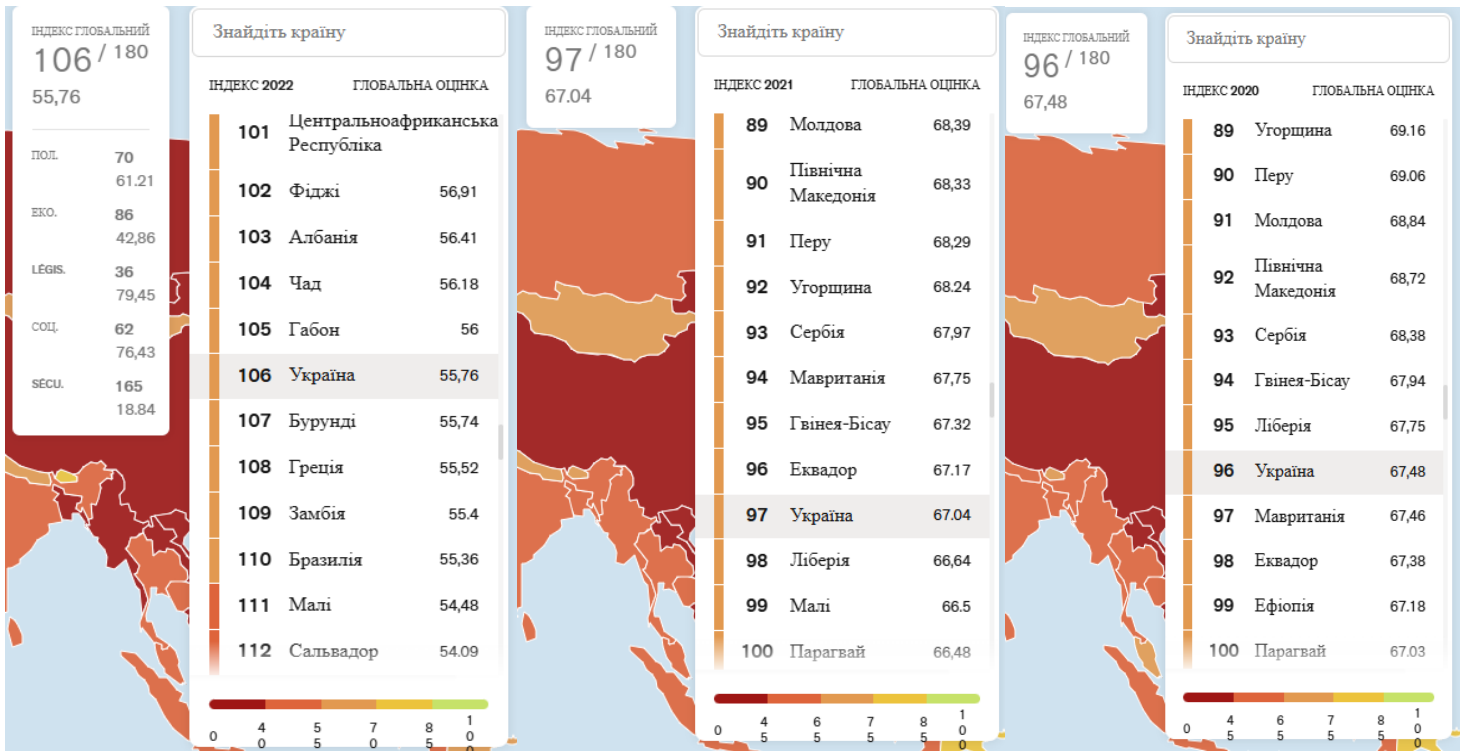 ІНДЕКС ГЛОБАЛЬНИЙ
106 / 180
55,76
ПОЛ. 70
61.21
ЕКО. 86
42,86
LÉGIS. 36
79,45
СОЦ. 62
76,43
SÉCU. 165
18.84
Знайдіть країну
ІНДЕКС 2022 ГЛОБАЛЬНА ОЦІНКА
101 Центральноафриканська
Республіка
102 Фіджі 56,91
103 Албанія 56.41
104 Чад 56.18
105 Габон 56
106 Україна 55,76
107 Бурунді 55,74
108 Греція 55,52
109 Замбія 55.4
110 Бразилія 55,36
111 Малі 54,48
112 Сальвадор 54.09
0 40 55 70 85 100
ІНДЕКС ГЛОБАЛЬНИЙ
97 / 180
67.04
Знайдіть країну
ІНДЕКС 2021 ГЛОБАЛЬНА ОЦІНКА
89 Молдова 68,39
90 Північна
Македонія 68,33
91 Перу 68,29
92 Угорщина 68.24
93 Сербія 67,97
94 Мавританія 67,75
95 Гвінея-Бісау 67.32
96 Еквадор 67.17
97 Україна 67.04
98 Ліберія 66,64
99 Малі 66.5
100 Парагвай 66,48
0 45 65 75 85 100
ІНДЕКС ГЛОБАЛЬНИЙ
96 / 180
67,48
Знайдіть країну
ІНДЕКС 2020 ГЛОБАЛЬНА ОЦІНКА
89 Угорщина 69.16
90 Перу 69.06
91 Молдова 68,84
92 Північна
Македонія 68,72
93 Сербія 68,38
94 Гвінея-Бісау 67,94
95 Ліберія 67,75
96 Україна 67,48
97 Мавританія 67,46
98 Еквадор 67,38
99 Ефіопія 67.18
100 Парагвай 67.03
0 45 65 75 85 100